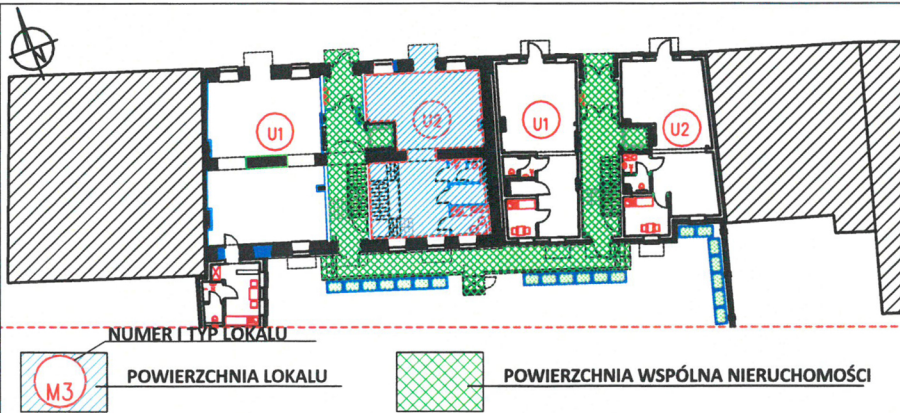 N
U1
U2
U1
U2
NUMER I TYP LOKALU
M3
POWIERZCHNIA LOKALU
POWIERZCHNIA WSPÓLNA NIERUCHOMOŚCI